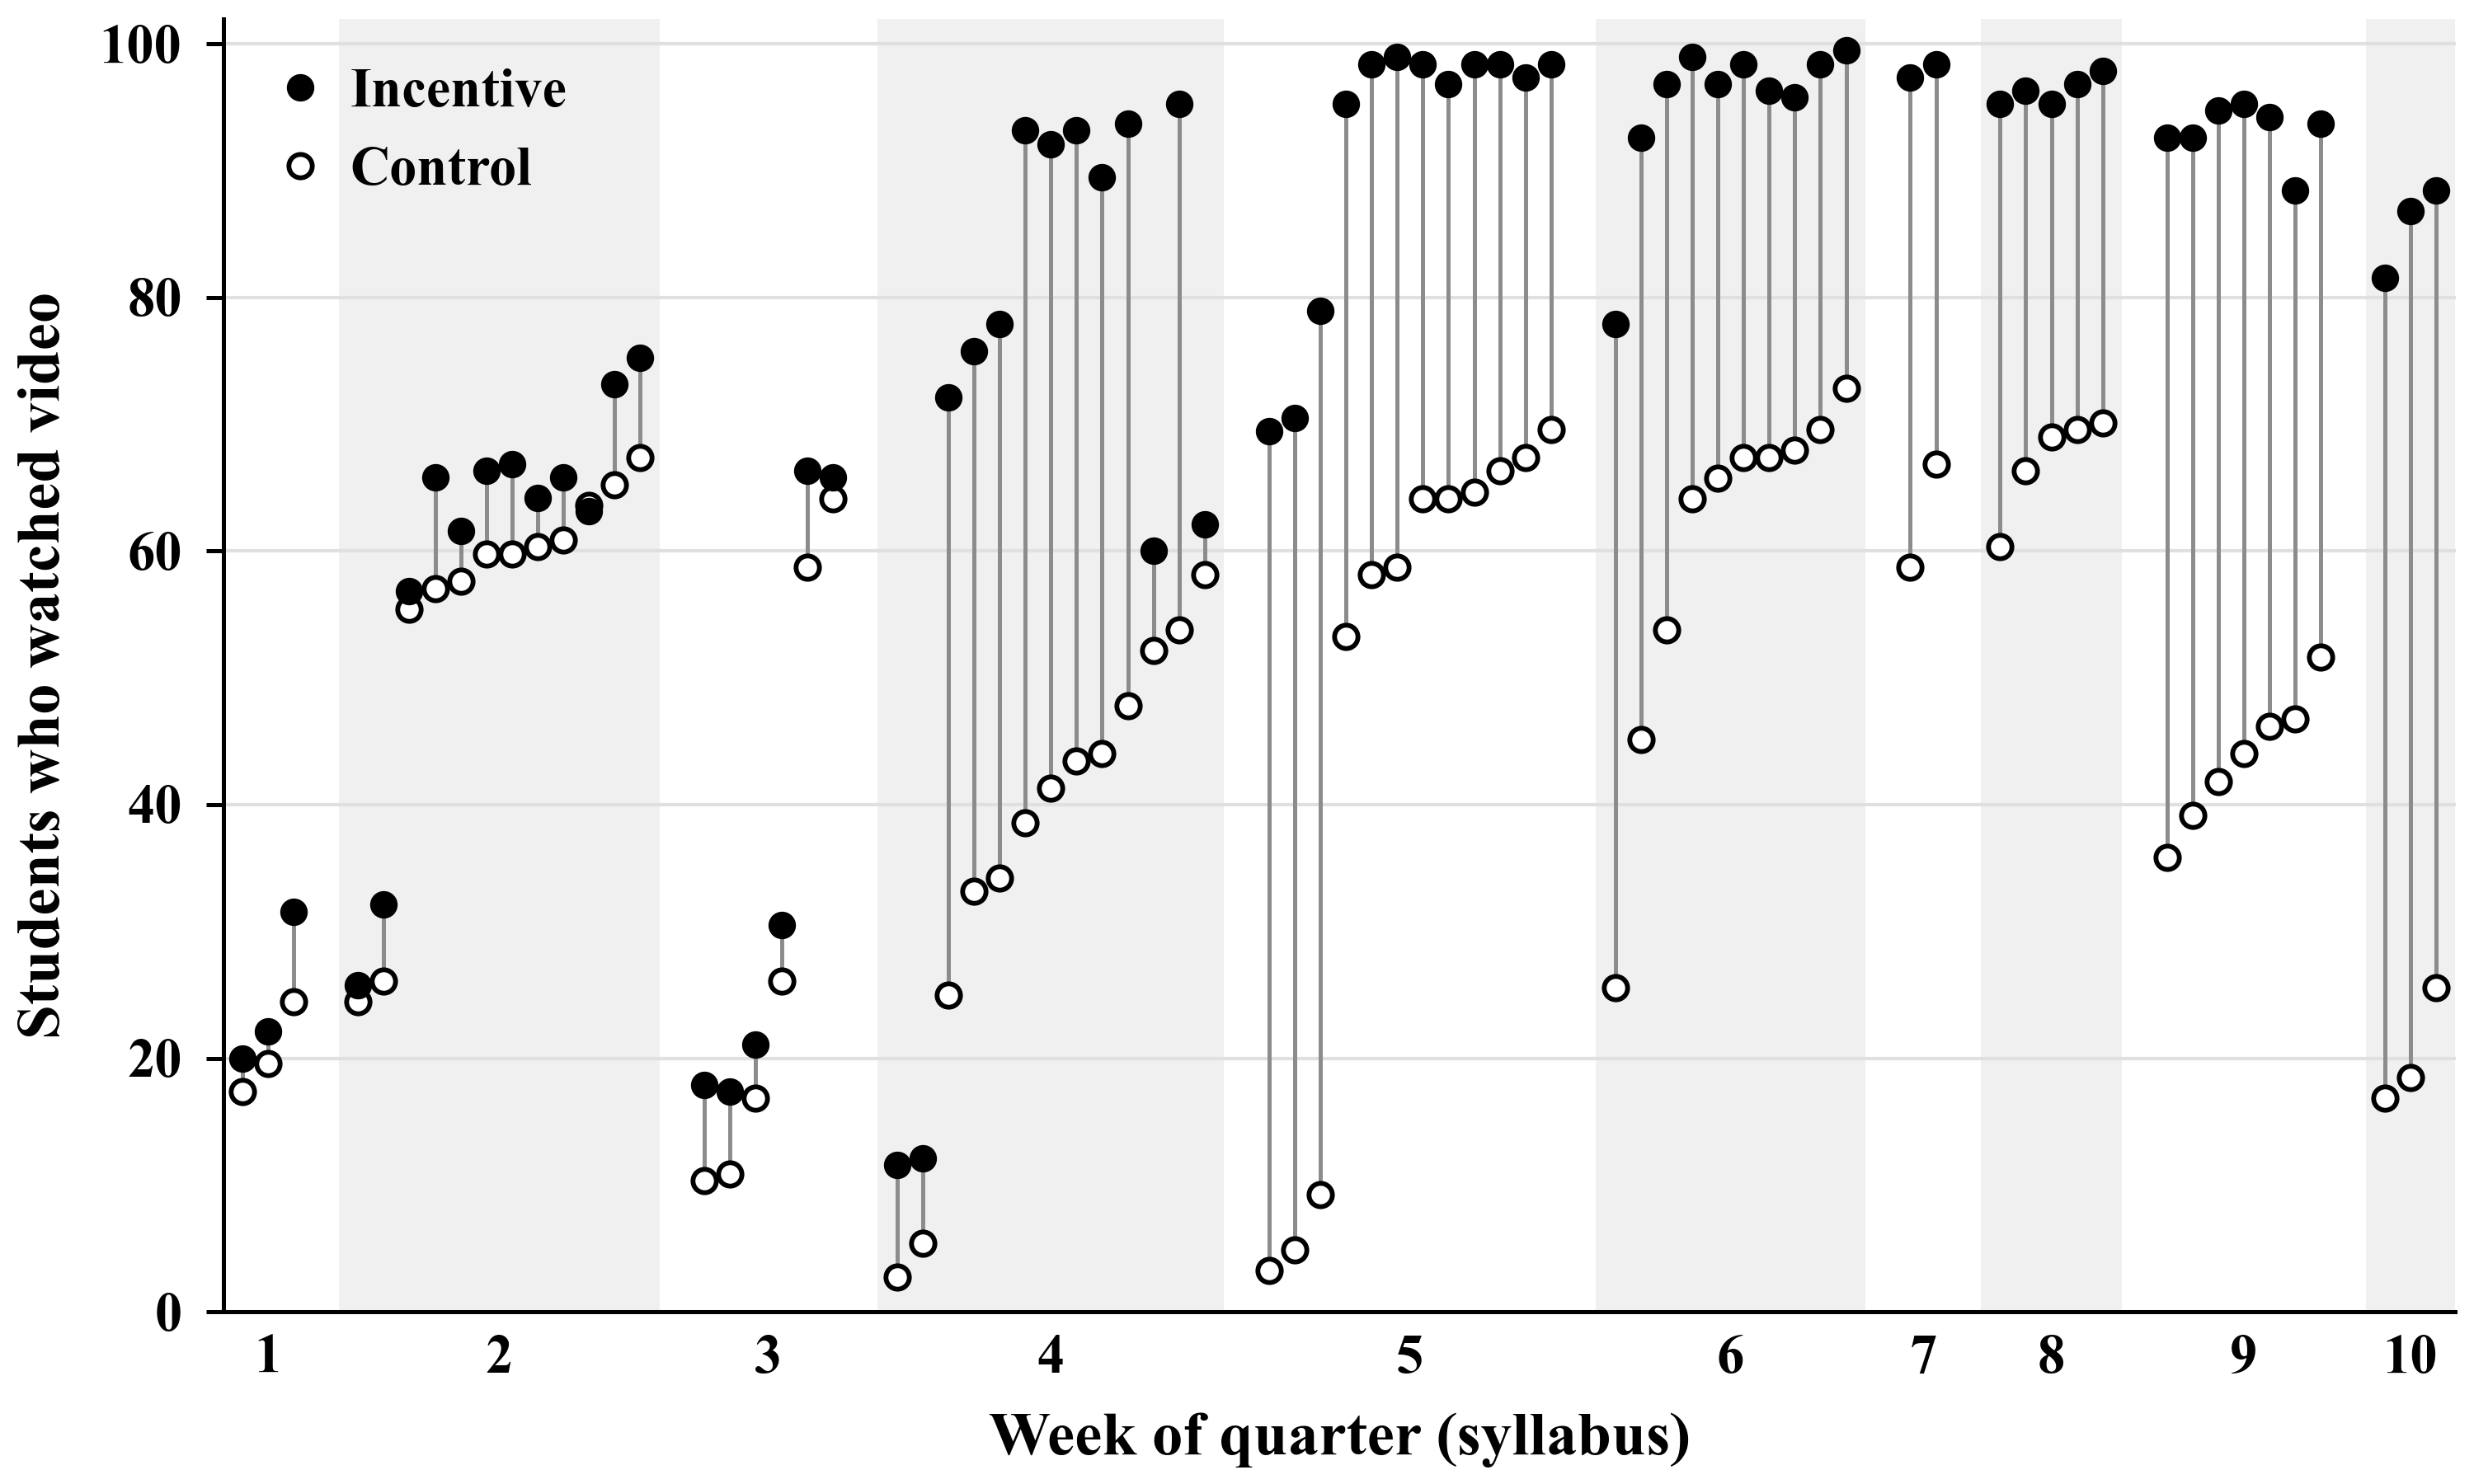 100
80
60
40
20
0
Incentive
Control
Students who watched video
1 2 3 4 5 6 7 8 9 10
Week of quarter (syllabus)